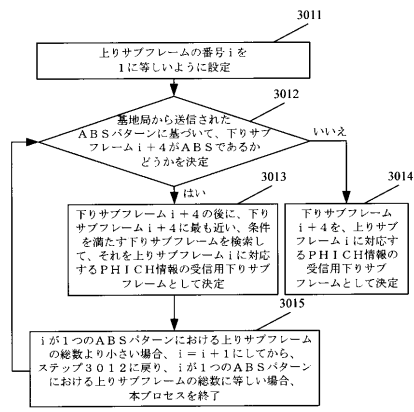 3011
上りサブフレームの番号ｉを
１に等しいように設定
3012
基地局から送信された
ＡＢＳパターンに基づいて、下りサブ
フレームｉ＋４がＡＢＳであるか
どうかを決定
いいえ
はい
3013
下りサブフレームｉ＋４の後に、下り
サブフレームｉ＋４に最も近い、条件
を満たす下りサブフレームを検索し
て、それを上りサブフレームｉに対応
するＰＨＩＣＨ情報の受信用下りサブ
フレームとして決定
3014
下りサブフレーム
ｉ＋４を、上りサブ
フレームｉに対応す
るＰＨＩＣＨ情報の
受信用下りサブフ
レームとして決定
3015
ｉが１つのＡＢＳパターンにおける上りサブフレーム
の総数より小さい場合、ｉ＝ｉ＋１にしてから、
ステップ３０１２に戻り、ｉが１つのＡＢＳパターン
における上りサブフレームの総数に等しい場合、
本プロセスを終了